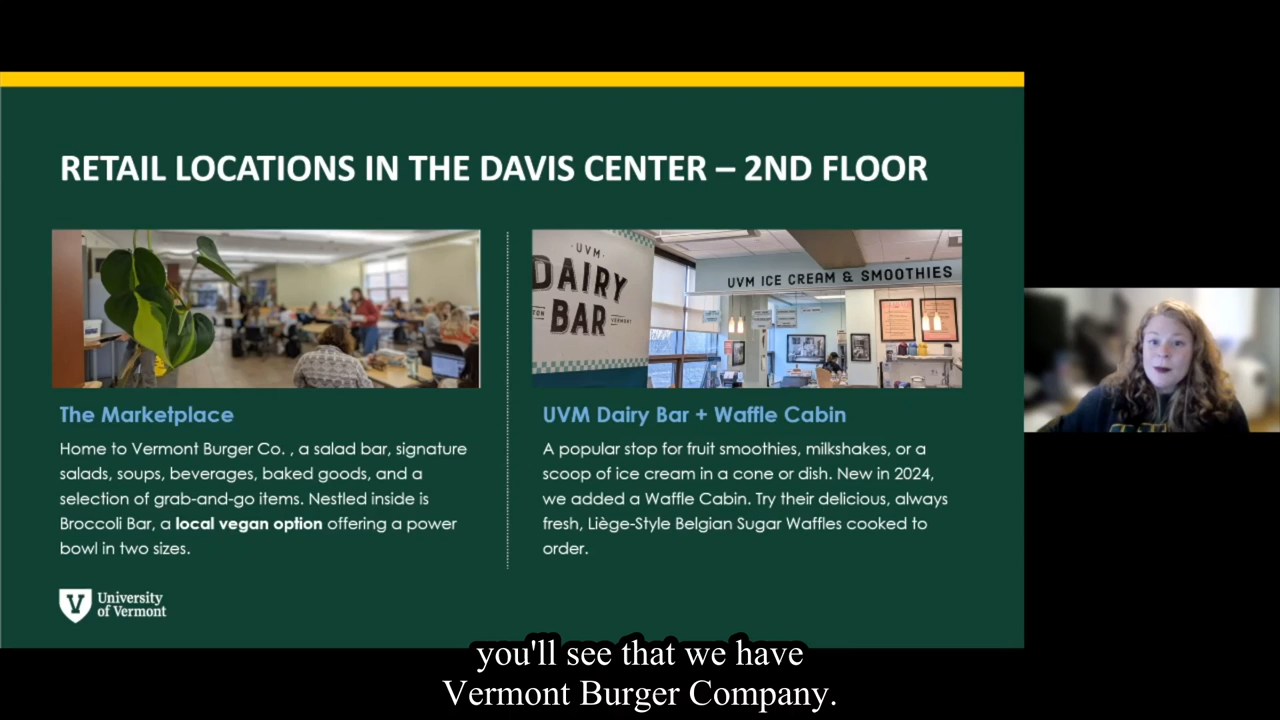 RETAIL LOCATIONS IN THE DAVIS CENTER – 2ND FLOOR
·UVM·
DAIRY
BAR
VERMONT
UVM ICE CREAM & SMOOTHIES
The Marketplace
Home to Vermont Burger Co. , a salad bar, signature
salads, soups, beverages, baked goods, and a
selection of grab-and-go items. Nestled inside is
Broccoli Bar, a local vegan option offering a power
bowl in two sizes.
UVM Dairy Bar + Waffle Cabin
A popular stop for fruit smoothies, milkshakes, or a
scoop of ice cream in a cone or dish. New in 2024,
we added a Waffle Cabin. Try their delicious, always
fresh, Liège-Style Belgian Sugar Waffles cooked to
order.
V
University
of Vermont
you'll see that we have
Vermont Burger Company.